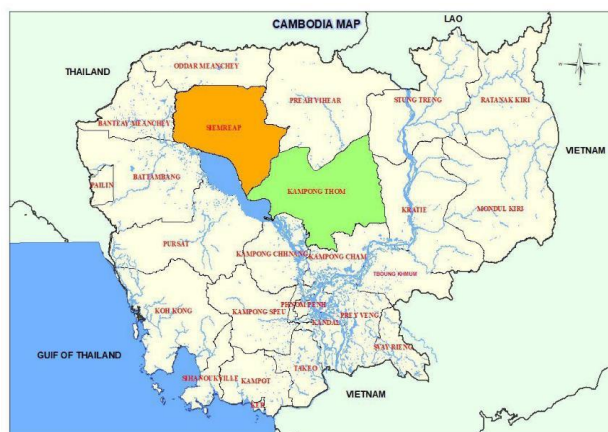 CAMBODIA MAP
LAO
THAILAND
ODDAR MEANCHEY
PREAH VIHEAR
STUNG TRENG
RATANAK KIRI
BANTEAY MEANCHEY
SIEMREAP
VIETNAM
BATTAMBANG
PAILIN
KAMPONG THOM
KRATIE
MONDUL KIRI
PURSAT
KAMPONG CHHNANG
KAMPONG CHAM
TBOUNG KHMUM
KOH KONG
KAMPONG SPEU
PHNOM PENH
KANDAL
PREY VENG
SVAY RIENG
GULF OF THAILAND
SIHANOUKVILLE
KAMPOT
TAKEO
KEP
VIETNAM